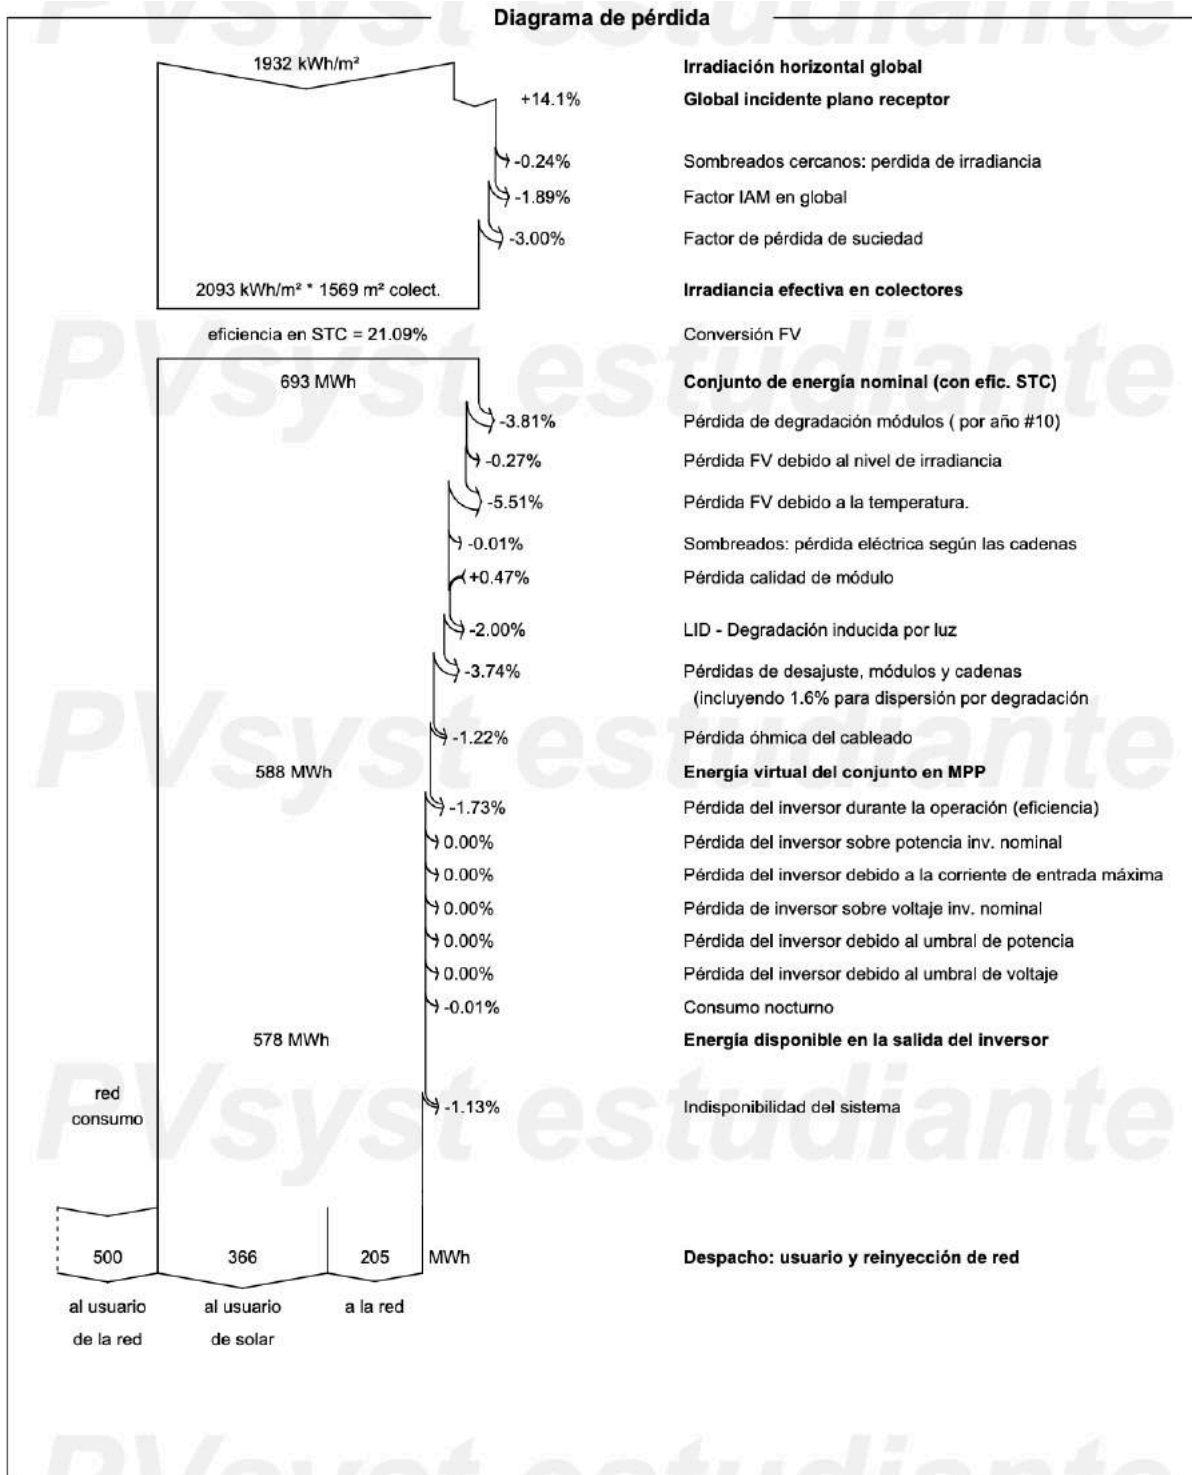 Diagrama de pérdida
1932 kWh/m² Irradiación horizontal global
+14.1% Global incidente plano receptor
-0.24% Sombreados cercanos: perdida de irradiancia
-1.89% Factor IAM en global
-3.00% Factor de pérdida de suciedad
2093 kWh/m² * 1569 m² colect. Irradiancia efectiva en colectores
eficiencia en STC = 21.09% Conversión FV
693 MWh Conjunto de energía nominal (con efic. STC)
-3.81% Pérdida de degradación módulos ( por año #10)
-0.27% Pérdida FV debido al nivel de irradiancia
-5.51% Pérdida FV debido a la temperatura.
-0.01% Sombreados: pérdida eléctrica según las cadenas
+0.47% Pérdida calidad de módulo
-2.00% LID - Degradación inducida por luz
-3.74% Pérdidas de desajuste, módulos y cadenas
(incluyendo 1.6% para dispersión por degradación
-1.22% Pérdida óhmica del cableado
588 MWh Energía virtual del conjunto en MPP
-1.73% Pérdida del inversor durante la operación (eficiencia)
0.00% Pérdida del inversor sobre potencia inv. nominal
0.00% Pérdida del inversor debido a la corriente de entrada máxima
0.00% Pérdida de inversor sobre voltaje inv. nominal
0.00% Pérdida del inversor debido al umbral de potencia
0.00% Pérdida del inversor debido al umbral de voltaje
-0.01% Consumo nocturno
578 MWh Energía disponible en la salida del inversor
red
consumo
-1.13% Indisponibilidad del sistema
500 366 205 MWh Despacho: usuario y reinyección de red
al usuario al usuario a la red
de la red de solar
PVsyst estudiante
PVsyst estudiante
PVsyst estudiante
PVsyst estudiante
PVsyst estudiante